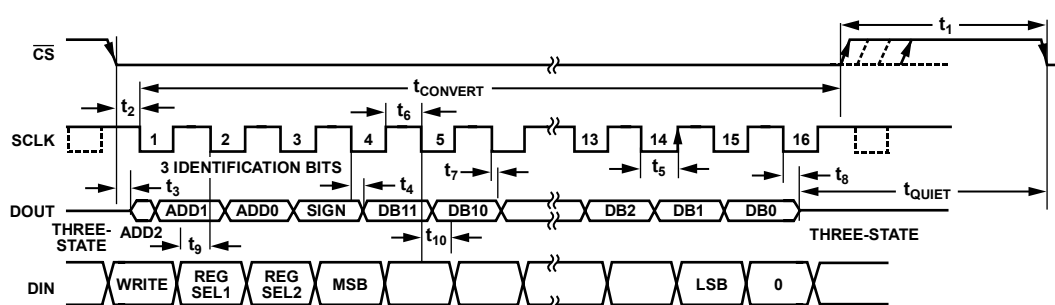 t1
CS
tCONVERT
t2
t6
SCLK
1 2 3 4 5 13 14 15 16
3 IDENTIFICATION BITS
t7
t5
t8
t3
t4
tQUIET
DOUT
ADD1 ADD0 SIGN DB11 DB10 DB2 DB1 DB0
THREE-STATE
ADD2
THREE-STATE
t9
t10
DIN
WRITE REG SEL1 REG SEL2 MSB LSB 0